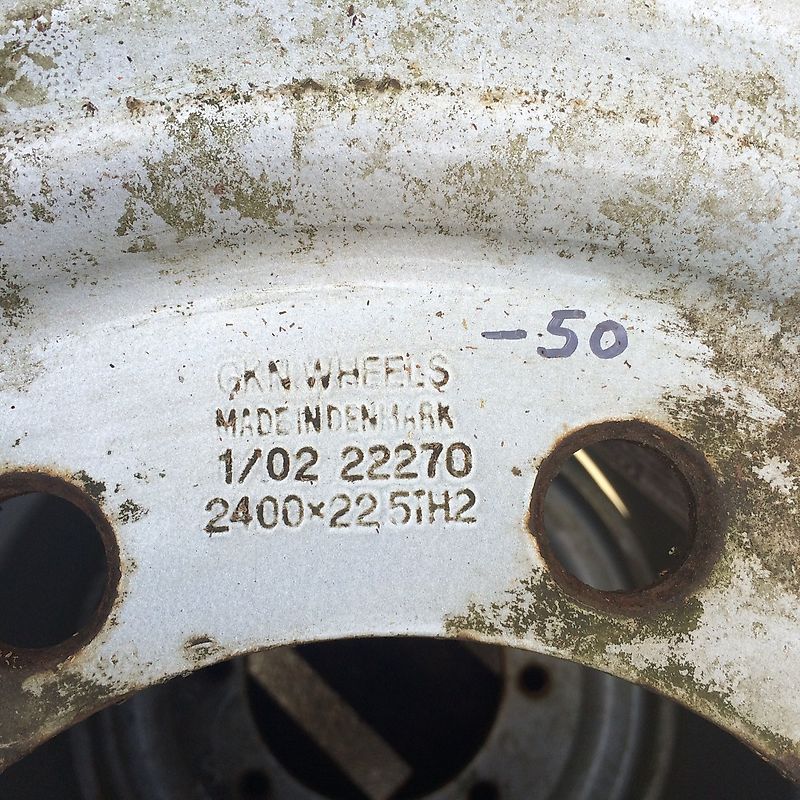 -50
GKN WHEELS
MADE IN DENMARK
1/02 22270
2400×22.5TH2